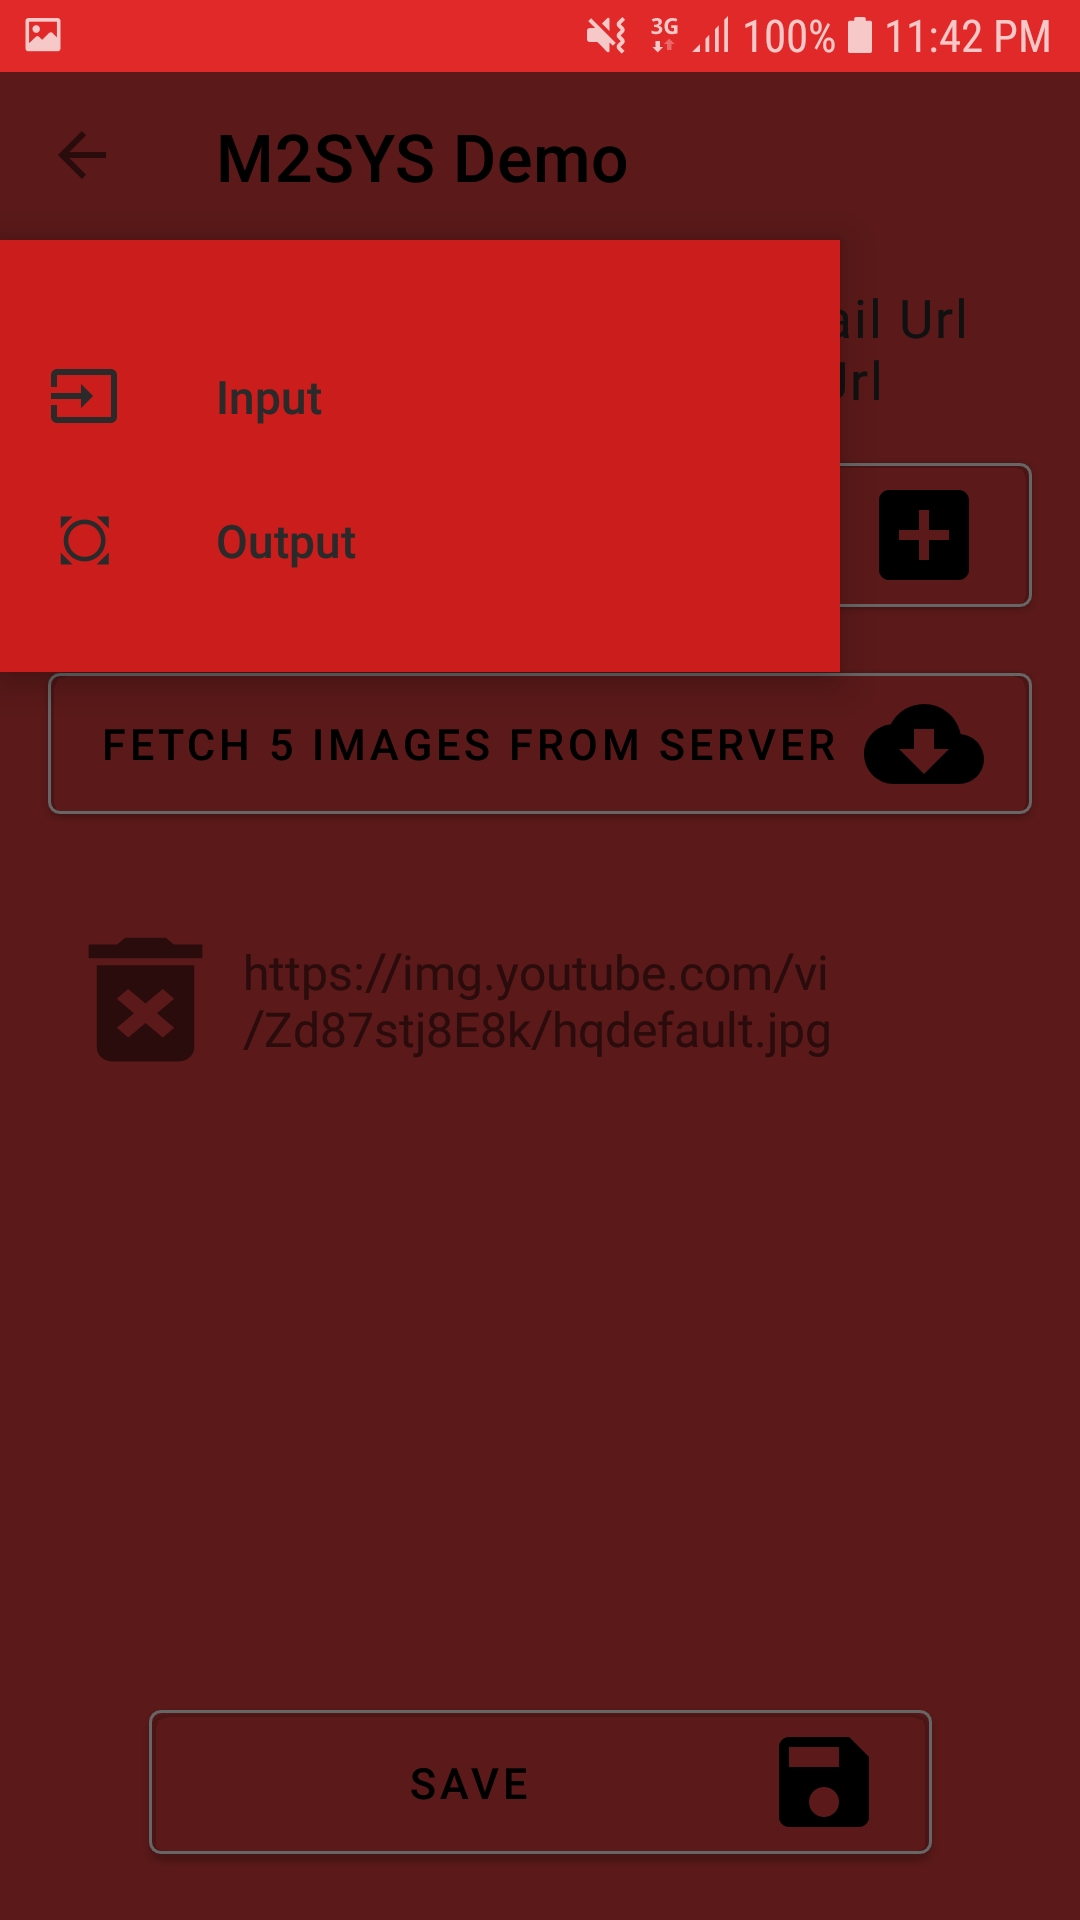 3G 100% 11:42 PM
M2SYS Demo
ail Url
Url
Input
Output
FETCH 5 IMAGES FROM SERVER
https://img.youtube.com/vi
/Zd87stj8E8k/hqdefault.jpg
SAVE